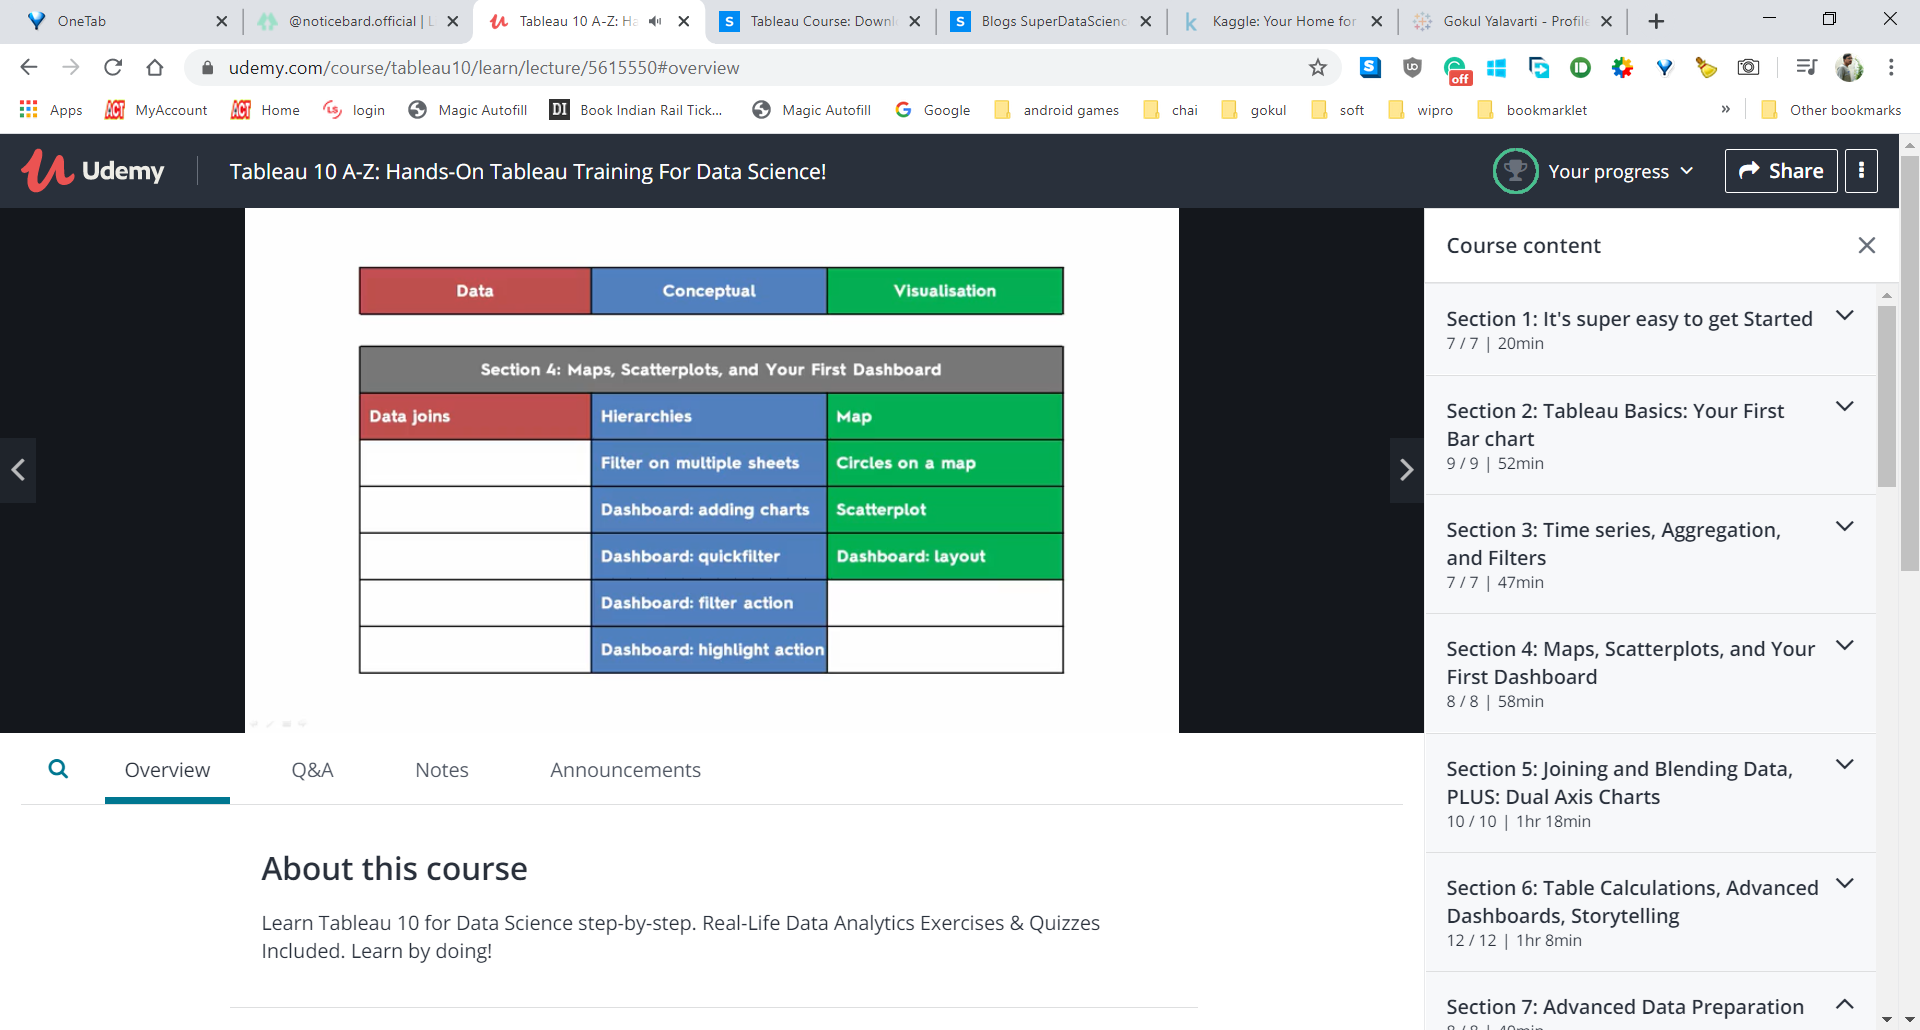 OneTab
@noticebard.official | L
Tableau 10 A-Z: Ha
Tableau Course: Downl
Blogs SuperDataScienc
Kaggle: Your Home for
Gokul Yalavarti - Profile
udemy.com/course/tableau10/learn/lecture/5615550#overview
off
Apps
MyAccount
Home
login
Magic Autofill
Book Indian Rail Tick...
Magic Autofill
Google
android games
chai
gokul
soft
wipro
bookmarklet
»
Other bookmarks
Udemy
Tableau 10 A-Z: Hands-On Tableau Training For Data Science!
Your progress
Share
Data
Conceptual
Visualisation
Section 4: Maps, Scatterplots, and Your First Dashboard
Data joins
Hierarchies
Map
Filter on multiple sheets
Circles on a map
Dashboard: adding charts
Scatterplot
Dashboard: quickfilter
Dashboard: layout
Dashboard: filter action
Dashboard: highlight action
Course content
Section 1: It's super easy to get Started
7 / 7 | 20min
Section 2: Tableau Basics: Your First
Bar chart
9 / 9 | 52min
Section 3: Time series, Aggregation,
and Filters
7 / 7 | 47min
Section 4: Maps, Scatterplots, and Your
First Dashboard
8 / 8 | 58min
Section 5: Joining and Blending Data,
PLUS: Dual Axis Charts
10 / 10 | 1hr 18min
Section 6: Table Calculations, Advanced
Dashboards, Storytelling
12 / 12 | 1hr 8min
Section 7: Advanced Data Preparation
Overview
Q&A
Notes
Announcements
About this course
Learn Tableau 10 for Data Science step-by-step. Real-Life Data Analytics Exercises & Quizzes
Included. Learn by doing!